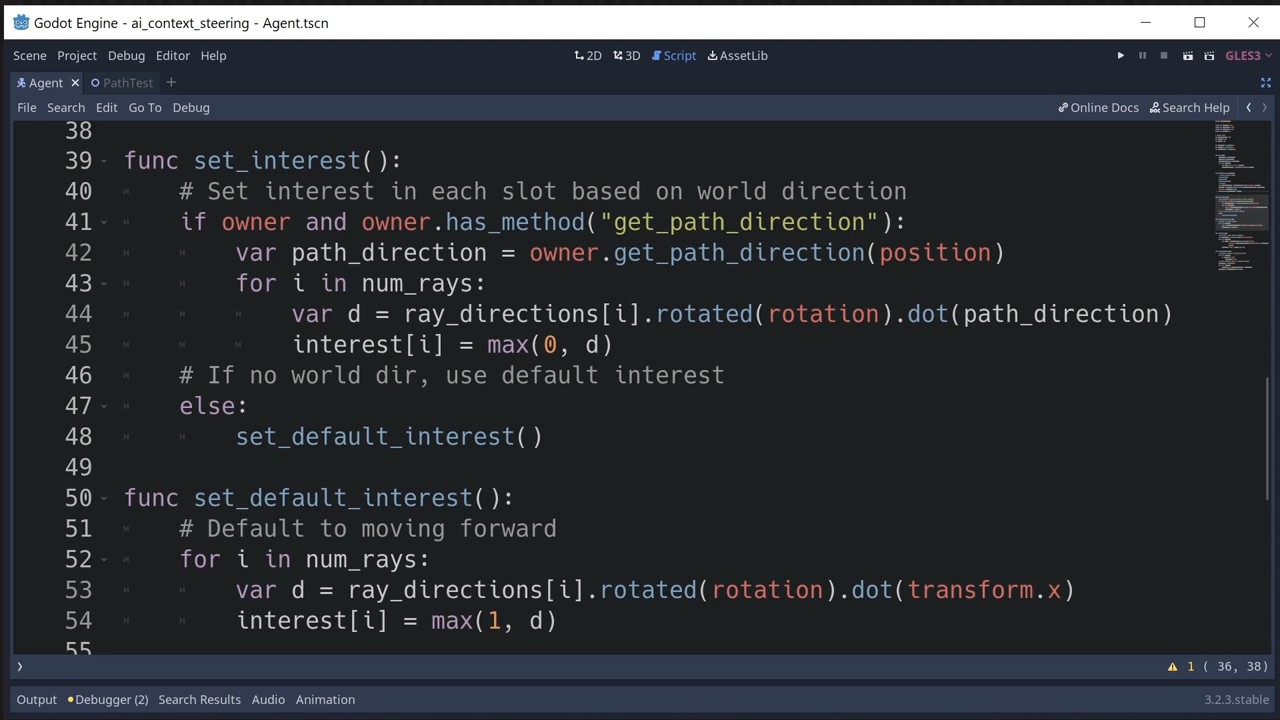 Godot Engine - ai_context_steering - Agent.tscn
Scene Project Debug Editor Help 2D 3D Script AssetLib GLES3
Agent PathTest
File Search Edit Go To Debug Online Docs Search Help
38
39 func set_interest():
40 # Set interest in each slot based on world direction
41 if owner and owner.has_method("get_path_direction"):
42 var path_direction = owner.get_path_direction(position)
43 for i in num_rays:
44 var d = ray_directions[i].rotated(rotation).dot(path_direction)
45 interest[i] = max(0, d)
46 # If no world dir, use default interest
47 else:
48 set_default_interest()
49
50 func set_default_interest():
51 # Default to moving forward
52 for i in num_rays:
53 var d = ray_directions[i].rotated(rotation).dot(transform.x)
54 interest[i] = max(1, d)
55
1 ( 36, 38)
Output Debugger (2) Search Results Audio Animation 3.2.3.stable